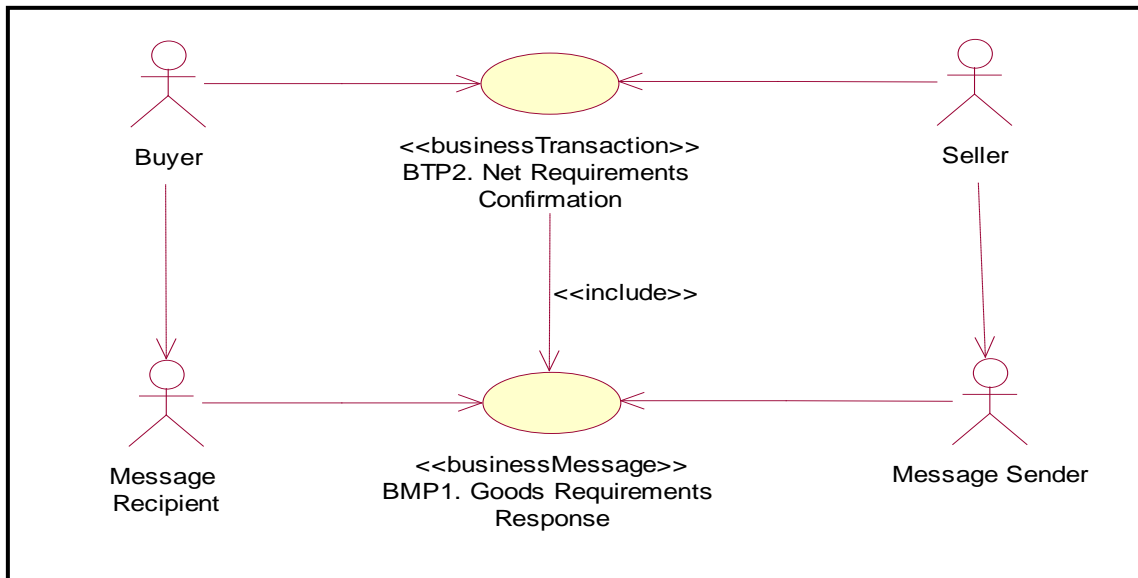 Buyer
<<businessTransaction>>
BTP2. Net Requirements
Confirmation
Seller
<<include>>
Message
Recipient
<<businessMessage>>
BMP1. Goods Requirements
Response
Message Sender